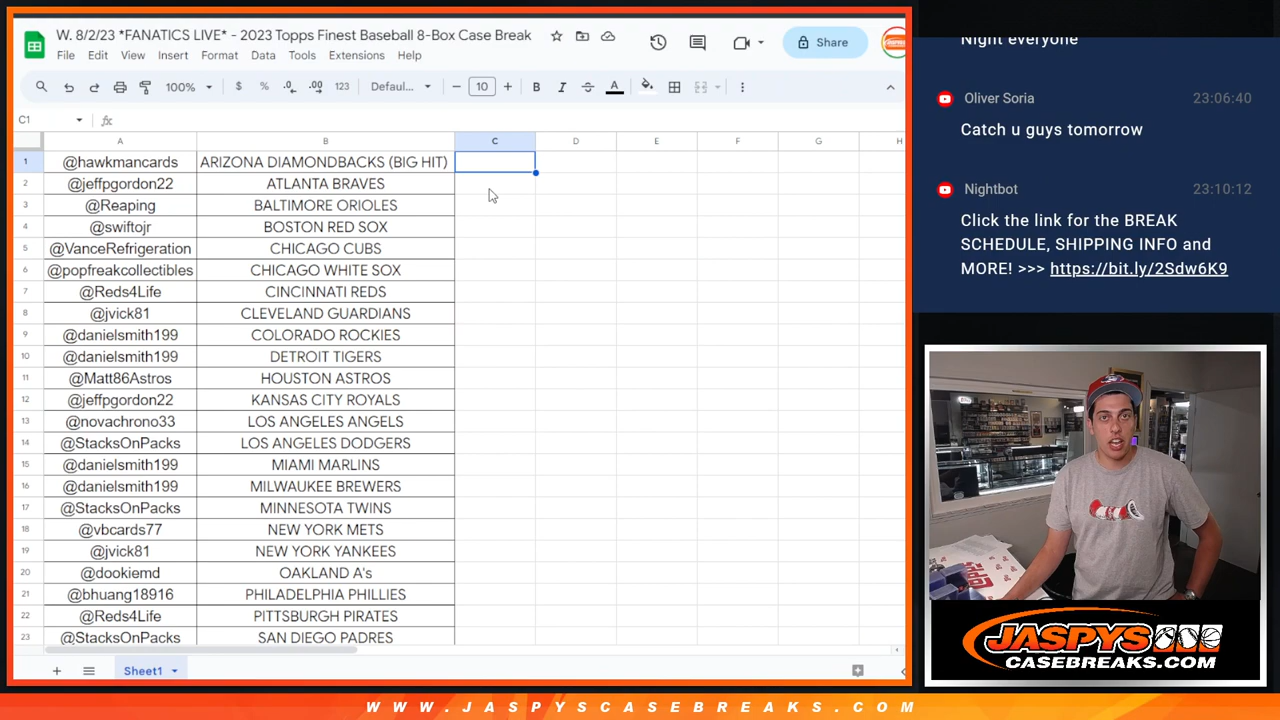 W. 8/2/23 *FANATICS LIVE* - 2023 Topps Finest Baseball 8-Box Case Break
File Edit View Insert Format Data Tools Extensions Help
Share
100% $ % .0 .00 123 Defaul... 10 B I S A
C1 fx
A B C D E F G H
1 @hawkmancards ARIZONA DIAMONDBACKS (BIG HIT)
2 @jeffpgordon22 ATLANTA BRAVES
3 @Reaping BALTIMORE ORIOLES
4 @swiftojr BOSTON RED SOX
5 @VanceRefrigeration CHICAGO CUBS
6 @popfreakcollectibles CHICAGO WHITE SOX
7 @Reds4Life CINCINNATI REDS
8 @jvick81 CLEVELAND GUARDIANS
9 @danielsmith199 COLORADO ROCKIES
10 @danielsmith199 DETROIT TIGERS
11 @Matt86Astros HOUSTON ASTROS
12 @jeffpgordon22 KANSAS CITY ROYALS
13 @novachrono33 LOS ANGELES ANGELS
14 @StacksOnPacks LOS ANGELES DODGERS
15 @danielsmith199 MIAMI MARLINS
16 @danielsmith199 MILWAUKEE BREWERS
17 @StacksOnPacks MINNESOTA TWINS
18 @vbcards77 NEW YORK METS
19 @jvick81 NEW YORK YANKEES
20 @dookiemd OAKLAND A's
21 @bhuang18916 PHILADELPHIA PHILLIES
22 @Reds4Life PITTSBURGH PIRATES
23 @StacksOnPacks SAN DIEGO PADRES
Sheet1
Night everyone
Oliver Soria 23:06:40
Catch u guys tomorrow
Nightbot 23:10:12
Click the link for the BREAK
SCHEDULE, SHIPPING INFO and
MORE! >>> https://bit.ly/2Sdw6K9
JASPYS
CASEBREAKS.COM
WWW.JASPYSCASEBREAKS.COM